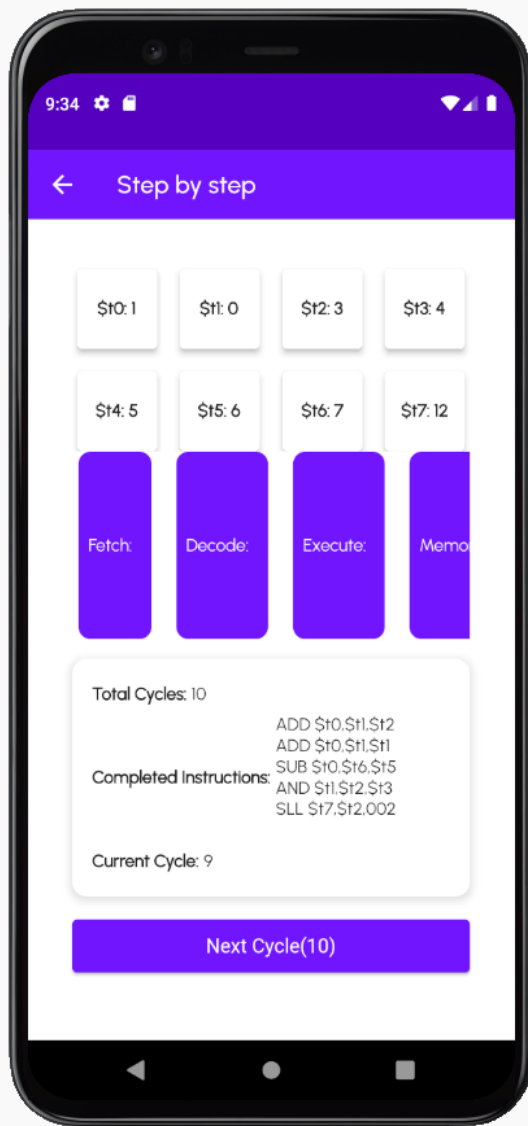 9:34
Step by step
$t0: 1 $t1: 0 $t2: 3 $t3: 4
$t4: 5 $t5: 6 $t6: 7 $t7: 12
Fetch: Decode: Execute: Memo
Total Cycles: 10
Completed Instructions:
ADD $t0,$t1,$t2
ADD $t0,$t1,$t1
SUB $t0,$t6,$t5
AND $t1,$t2,$t3
SLL $t7,$t2,002
Current Cycle: 9
Next Cycle(10)